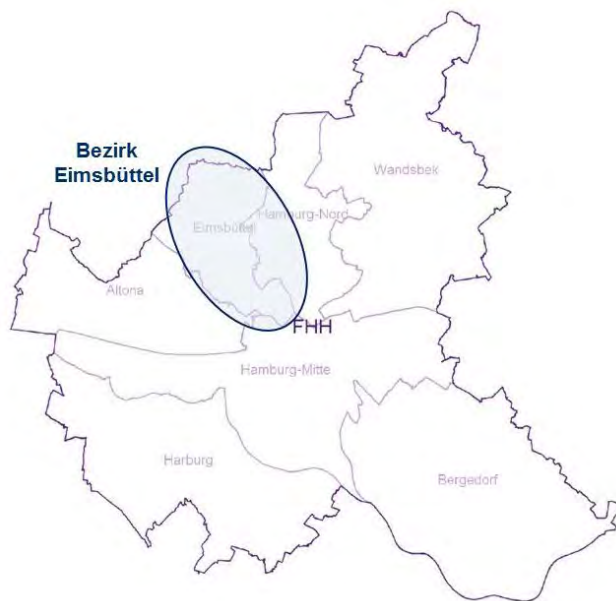 Bezirk
Eimsbüttel
Wandsbek
Hamburg-Nord
Eimsbüttel
Altona
FHH
Hamburg-Mitte
Harburg
Bergedorf